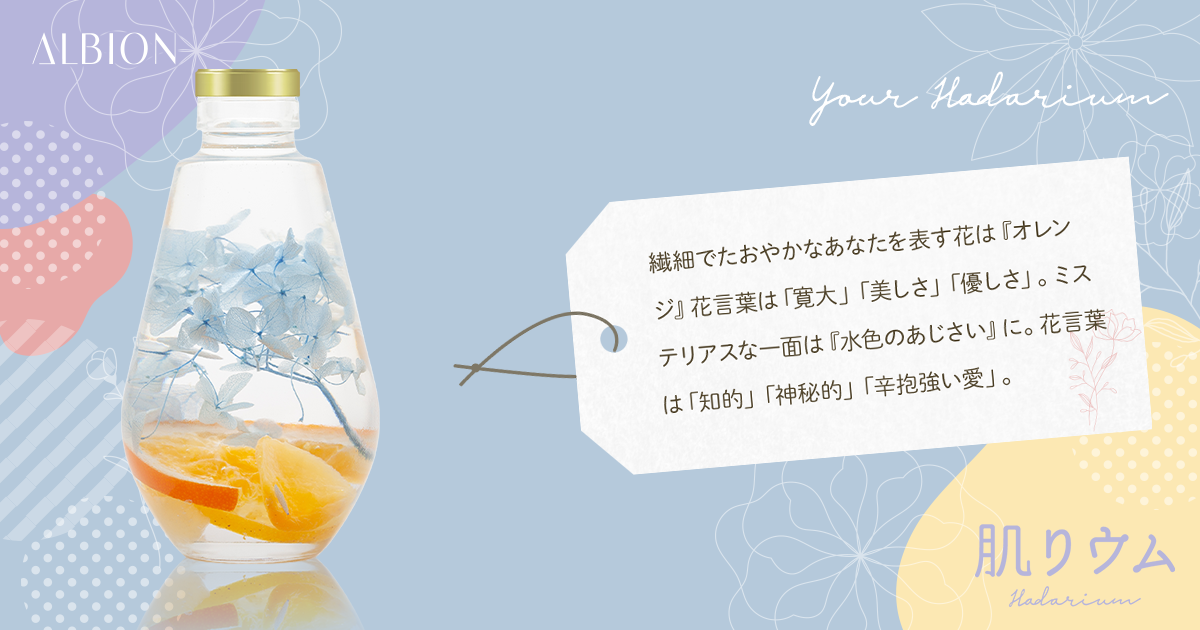 ALBION
Your Hadarium
繊細でたおやかなあなたを表す花は『オレン
ジ』花言葉は「寛大」「美しさ」「優しさ」。ミス
テリアスな一面は『水色のあじさい』に。花言葉
は「知的」「神秘的」「辛抱強い愛」。
肌りウム
Hadarium